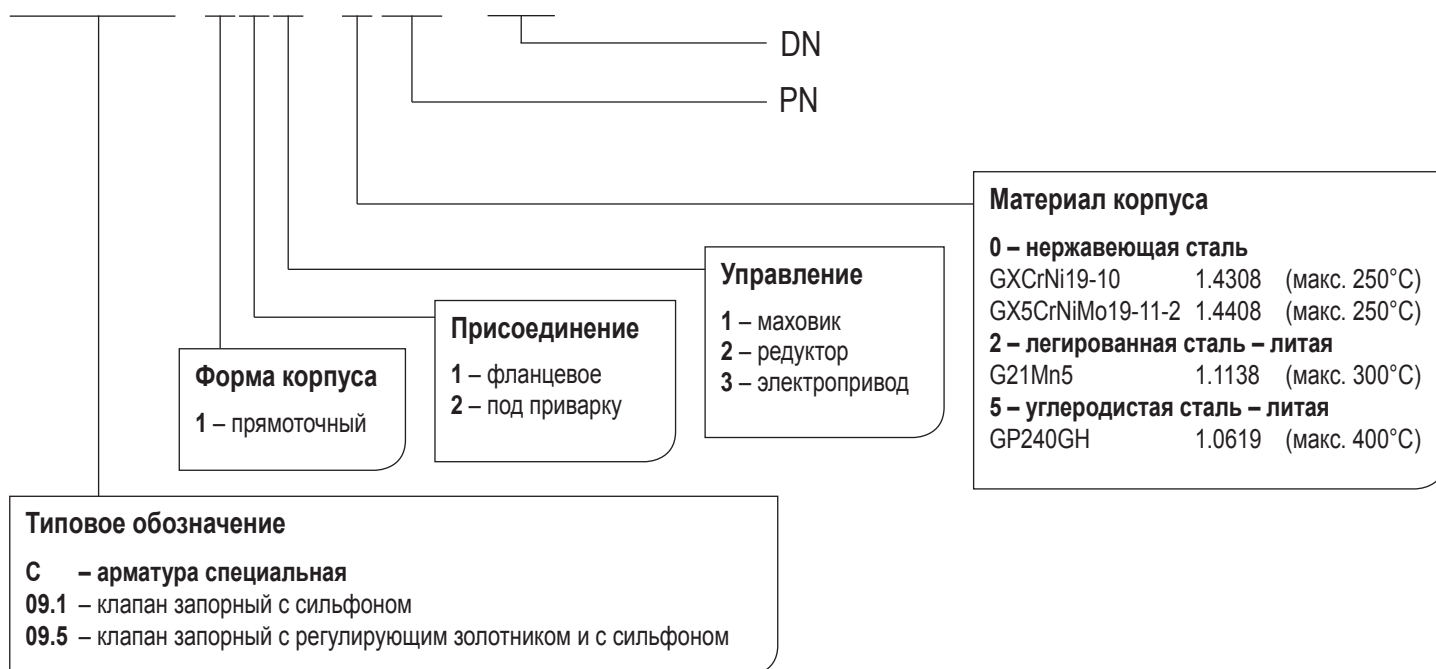 DN
PN
Материал корпуса
0 – нержавеющая сталь
GXCrNi19-10 1.4308 (макс. 250°C)
GX5CrNiMo19-11-2 1.4408 (макс. 250°C)
2 – легированная сталь – литая
G21Mn5 1.1138 (макс. 300°C)
5 – углеродистая сталь – литая
GP240GH 1.0619 (макс. 400°C)
Управление
1 – маховик
2 – редуктор
3 – электропривод
Присоединение
1 – фланцевое
2 – под приварку
Форма корпуса
1 – прямоточный
Типовое обозначение
С – арматура специальная
09.1 – клапан запорный с сильфоном
09.5 – клапан запорный с регулирующим золотником и с сильфоном